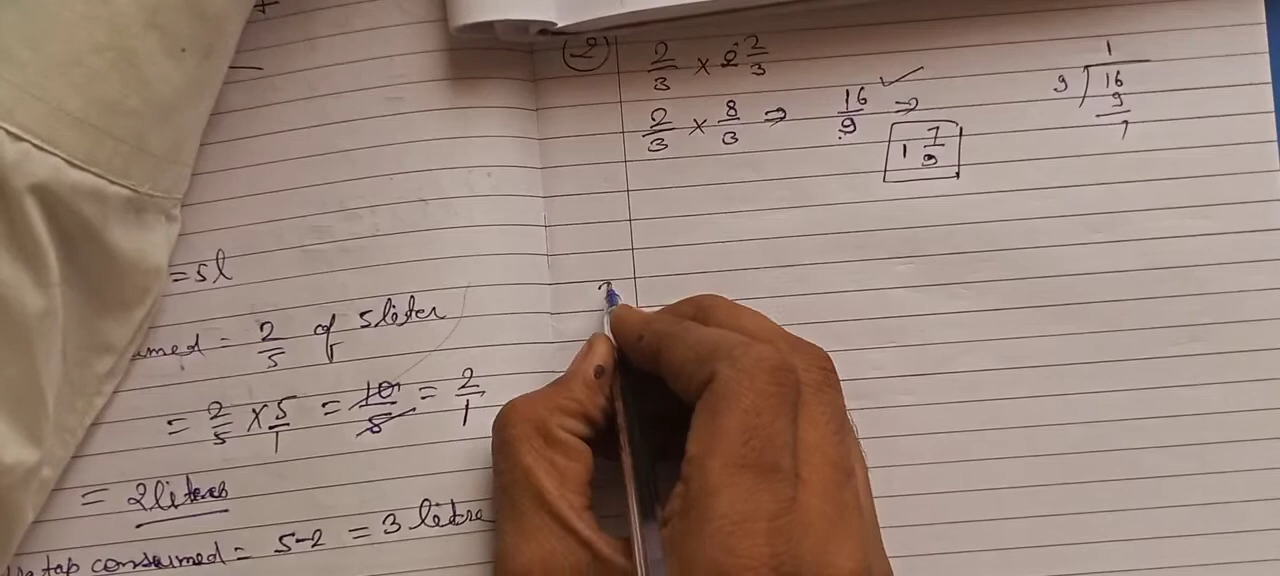 = 5l
umed = 2/5 of 5 liter
= 2/5 × 5/1 = 10/5 = 2/1
= 2 liters
tap consumed = 5-2 = 3 litre
(2) 2/3 × 2 2/3
2/3 × 8/3 ⇒ 16/9 ✓ ⇒
1 7/9
1
9 ) 16
9
7